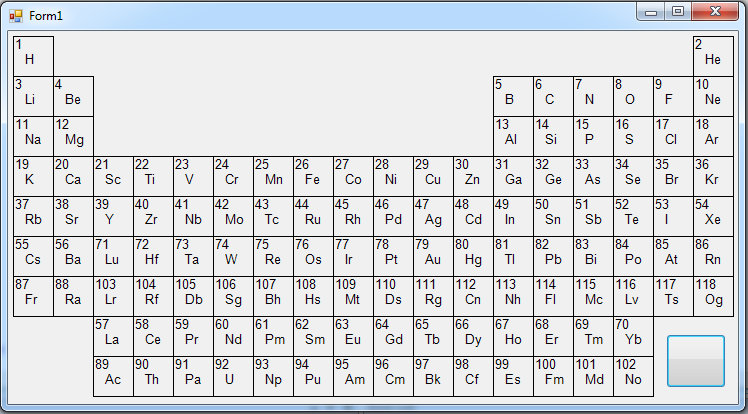 Form1
1 2
H He
3 4 5 6 7 8 9 10
Li Be B C N O F Ne
11 12 13 14 15 16 17 18
Na Mg Al Si P S Cl Ar
19 20 21 22 23 24 25 26 27 28 29 30 31 32 33 34 35 36
K Ca Sc Ti V Cr Mn Fe Co Ni Cu Zn Ga Ge As Se Br Kr
37 38 39 40 41 42 43 44 45 46 47 48 49 50 51 52 53 54
Rb Sr Y Zr Nb Mo Tc Ru Rh Pd Ag Cd In Sn Sb Te I Xe
55 56 71 72 73 74 75 76 77 78 79 80 81 82 83 84 85 86
Cs Ba Lu Hf Ta W Re Os Ir Pt Au Hg Tl Pb Bi Po At Rn
87 88 103 104 105 106 107 108 109 110 111 112 113 114 115 116 117 118
Fr Ra Lr Rf Db Sg Bh Hs Mt Ds Rg Cn Nh Fl Mc Lv Ts Og
57 58 59 60 61 62 63 64 65 66 67 68 69 70
La Ce Pr Nd Pm Sm Eu Gd Tb Dy Ho Er Tm Yb
89 90 91 92 93 94 95 96 97 98 99 100 101 102
Ac Th Pa U Np Pu Am Cm Bk Cf Es Fm Md No